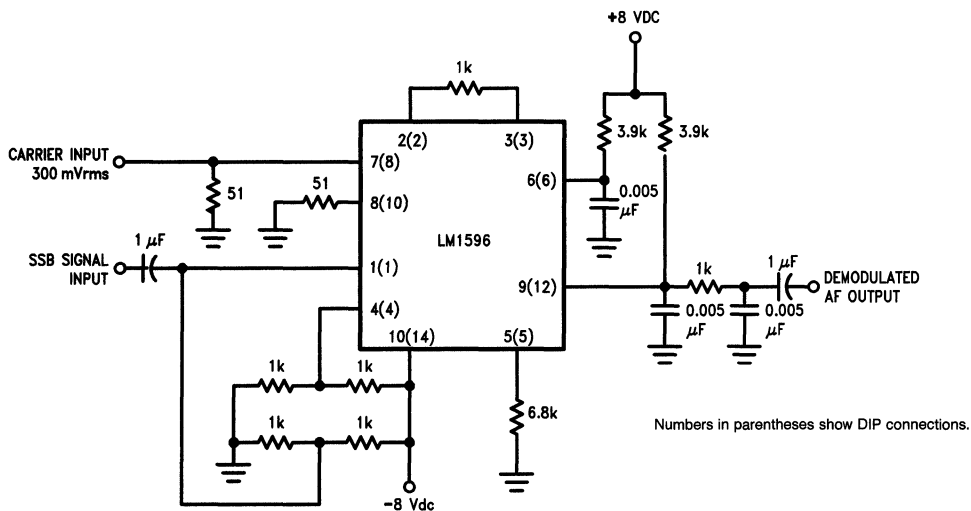 +8 VDC
1k
3.9k
3.9k
2(2)
3(3)
CARRIER INPUT
300 mVrms
7(8)
6(6)
51
51
8(10)
0.005
μF
LM1596
1 μF
SSB SIGNAL
INPUT
1(1)
9(12)
1k
1 μF
DEMODULATED
AF OUTPUT
4(4)
0.005
μF
0.005
μF
10(14)
5(5)
1k
1k
6.8k
1k
1k
Numbers in parentheses show DIP connections.
-8 Vdc